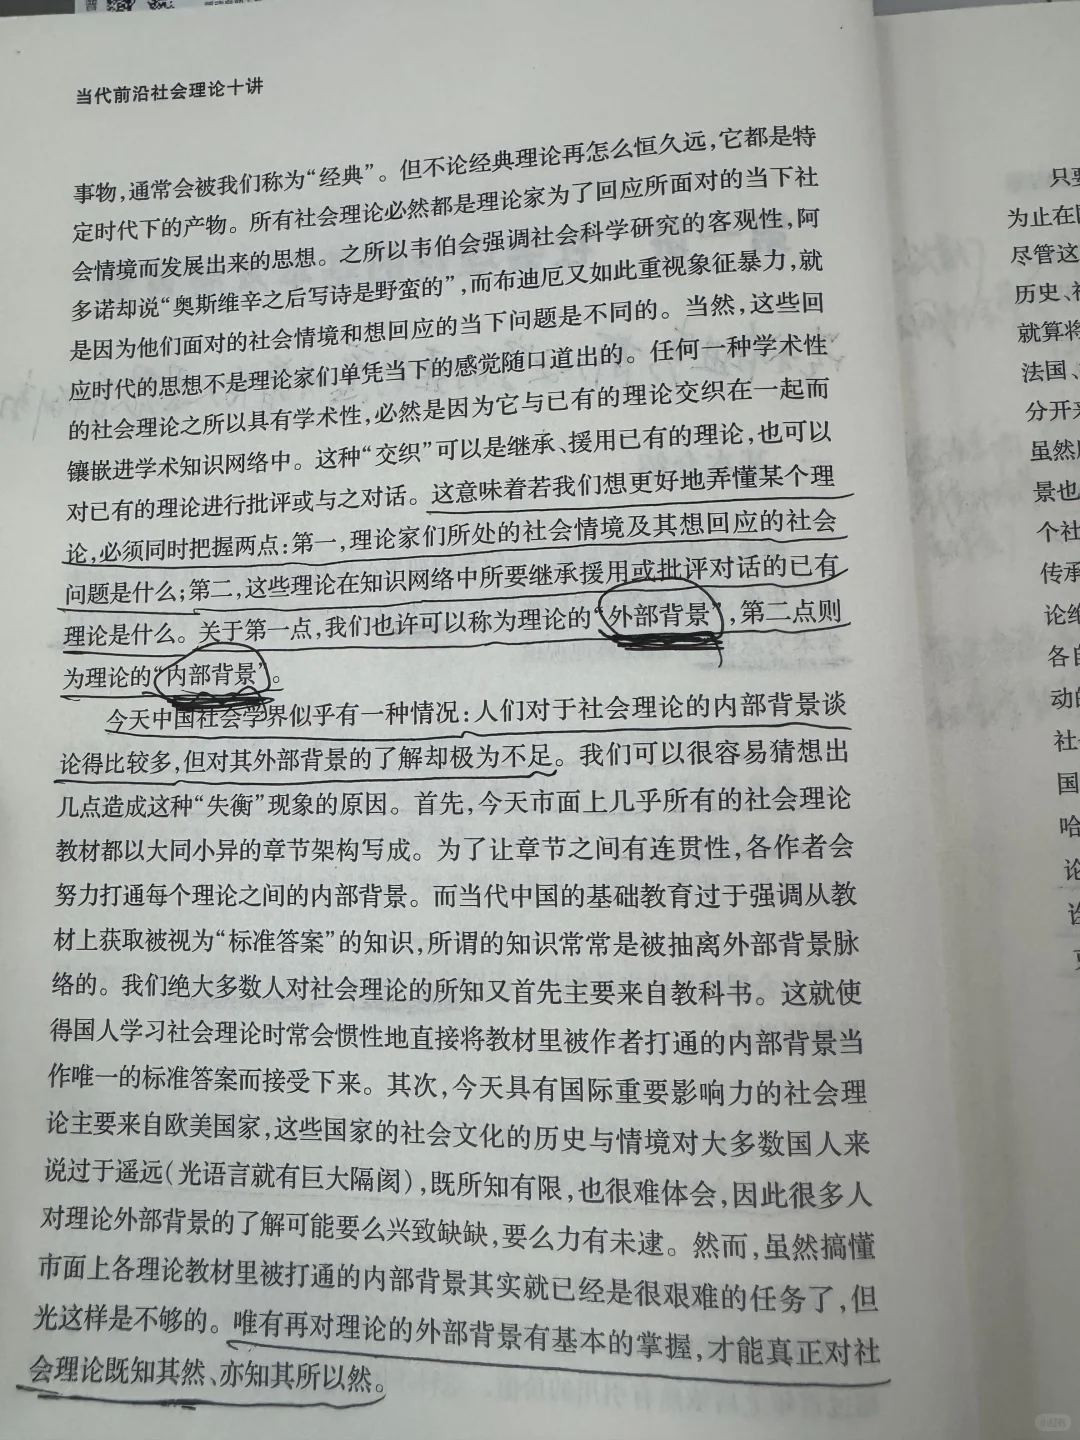 当代前沿社会理论十讲
事物，通常会被我们称为“经典”。但不论经典理论再怎么恒久远，它都是特
定时代下的产物。所有社会理论必然都是理论家为了回应所面对的当下社
会情境而发展出来的思想。之所以韦伯会强调社会科学研究的客观性，阿
多诺却说“奥斯维辛之后写诗是野蛮的”，而布迪厄又如此重视象征暴力，就
是因为他们面对的社会情境和想回应的当下问题是不同的。当然，这些回
应时代的思想不是理论家们单凭当下的感觉随口道出的。任何一种学术性
的社会理论之所以具有学术性，必然是因为它与已有的理论交织在一起而
镶嵌进学术知识网络中。这种“交织”可以是继承、援用已有的理论，也可以
对已有的理论进行批评或与之对话。这意味着若我们想更好地弄懂某个理
论，必须同时把握两点：第一，理论家们所处的社会情境及其想回应的社会
问题是什么；第二，这些理论在知识网络中所要继承援用或批评对话的已有
理论是什么。关于第一点，我们也许可以称为理论的“外部背景”，第二点则
为理论的“内部背景”。
今天中国社会学界似乎有一种情况：人们对于社会理论的内部背景谈
论得比较多，但对其外部背景的了解却极为不足。我们可以很容易猜想出
几点造成这种“失衡”现象的原因。首先，今天市面上几乎所有的社会理论
教材都以大同小异的章节架构写成。为了让章节之间有连贯性，各作者会
努力打通每个理论之间的内部背景。而当代中国的基础教育过于强调从教
材上获取被视为“标准答案”的知识，所谓的知识常常是被抽离外部背景脉
络的。我们绝大多数人对社会理论的所知又首先主要来自教科书。这就使
得国人学习社会理论时常会惯性地直接将教材里被作者打通的内部背景当
作唯一的标准答案而接受下来。其次，今天具有国际重要影响力的社会理
论主要来自欧美国家，这些国家的社会文化的历史与情境对大多数国人来
说过于遥远（光语言就有巨大隔阂），既所知有限，也很难体会，因此很多人
对理论外部背景的了解可能要么兴致缺缺，要么力有未逮。然而，虽然搞懂
市面上各理论教材里被打通的内部背景其实就已经是很艰难的任务了，但
光这样是不够的。唯有再对理论的外部背景有基本的掌握，才能真正对社
会理论既知其然、亦知其所以然。
只要
为止在
尽管这
历史、
就算将
法国、
分开
虽然
景也
个社
传承
论
各自
动的
社
国
哈
论